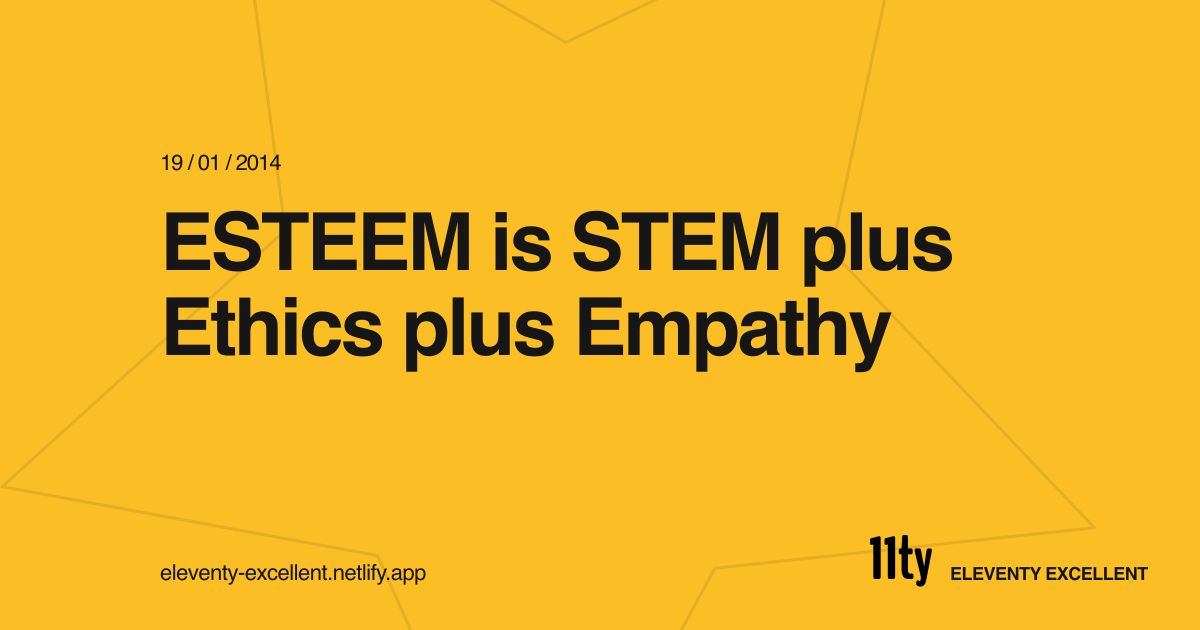 19 / 01 / 2014
ESTEEM is STEM plus
Ethics plus Empathy
eleventy-excellent.netlify.app
11ty ELEVENTY EXCELLENT